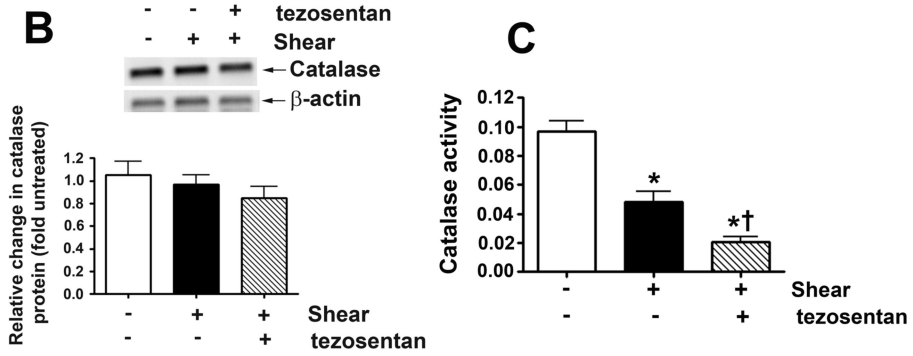 B
- - + tezosentan
- + + Shear
Catalase
β-actin
Relative change in catalase
protein (fold untreated)
1.2
1.0
0.8
0.6
0.4
0.2
0.0
- + + Shear
- - + tezosentan
C
Catalase activity
0.12
0.10
0.08
0.06
0.04
0.02
0.00
*
*†
- + + Shear
- - + tezosentan